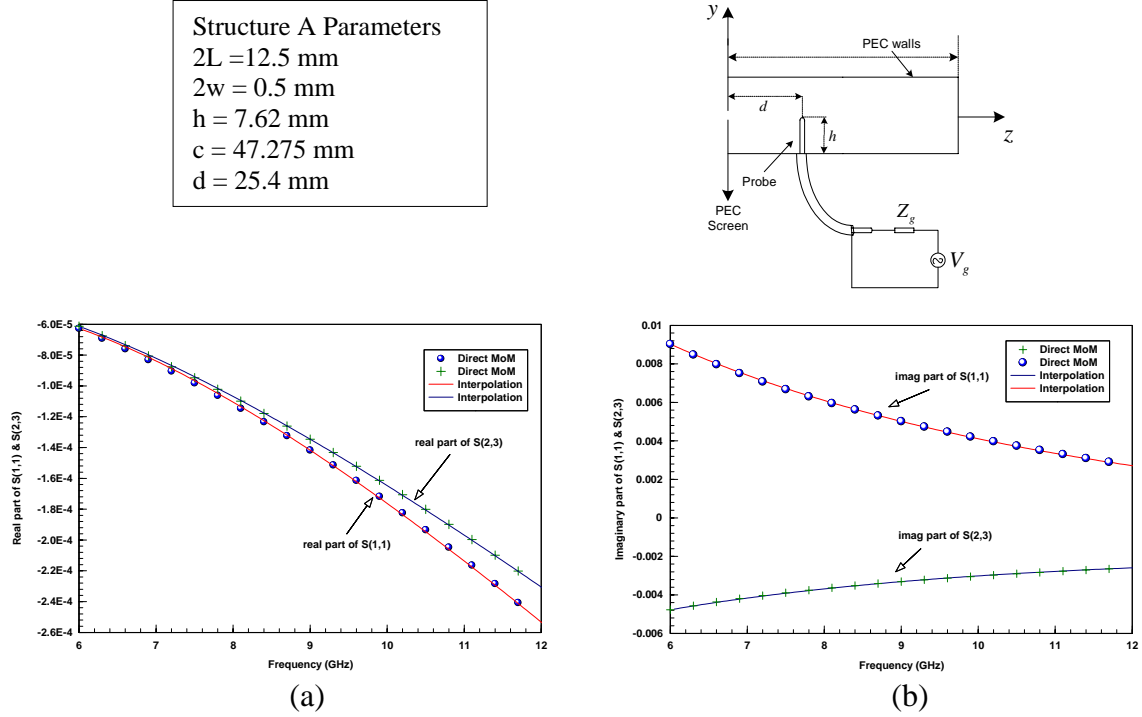 Structure A Parameters
2L =12.5 mm
2w = 0.5 mm
h = 7.62 mm
c = 47.275 mm
d = 25.4 mm
y
PEC walls
d
h
z
Probe
PEC
Screen
Zg
Vg
-6.0E-5
-8.0E-5
-1.0E-4
-1.2E-4
-1.4E-4
-1.6E-4
-1.8E-4
-2.0E-4
-2.2E-4
-2.4E-4
-2.6E-4
Real part of S(1,1) & S(2,3)
Direct MoM
Direct MoM
Interpolation
Interpolation
real part of S(2,3)
real part of S(1,1)
6 7 8 9 10 11 12
Frequency (GHz)
(a)
0.01
0.008
0.006
0.004
0.002
0
-0.002
-0.004
-0.006
Imaginary part of S(1,1) & S(2,3)
Direct MoM
Direct MoM
Interpolation
Interpolation
imag part of S(1,1)
imag part of S(2,3)
6 7 8 9 10 11 12
Frequency (GHz)
(b)